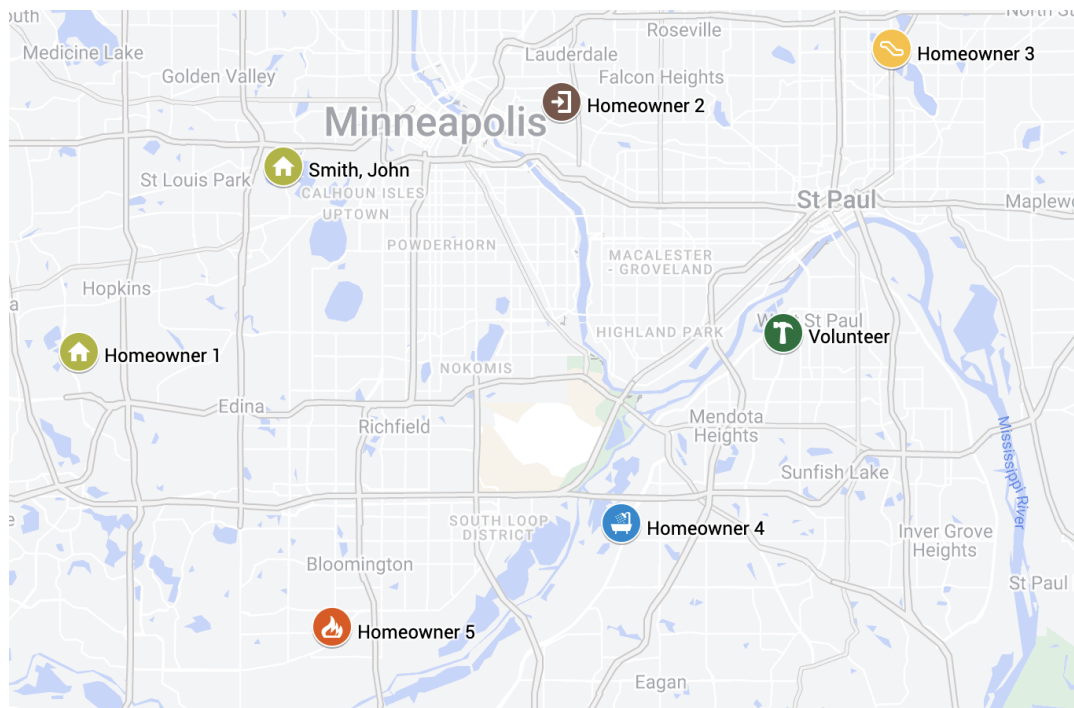 outh
North St
Roseville
Medicine Lake
Lauderdale
Homeowner 3
Golden Valley
Falcon Heights
Homeowner 2
Minneapolis
Smith, John
St Louis Park
CALHOUN ISLES
St Paul
Maplewo
UPTOWN
POWDERHORN
MACALESTER
- GROVELAND
Hopkins
a
HIGHLAND PARK
St Paul
Volunteer
Homeowner 1
NOKOMIS
Edina
Richfield
Mendota
Heights
Mississippi River
Sunfish Lake
e
SOUTH LOOP
DISTRICT
Homeowner 4
Inver Grove
Heights
Bloomington
St Paul
Homeowner 5
Eagan